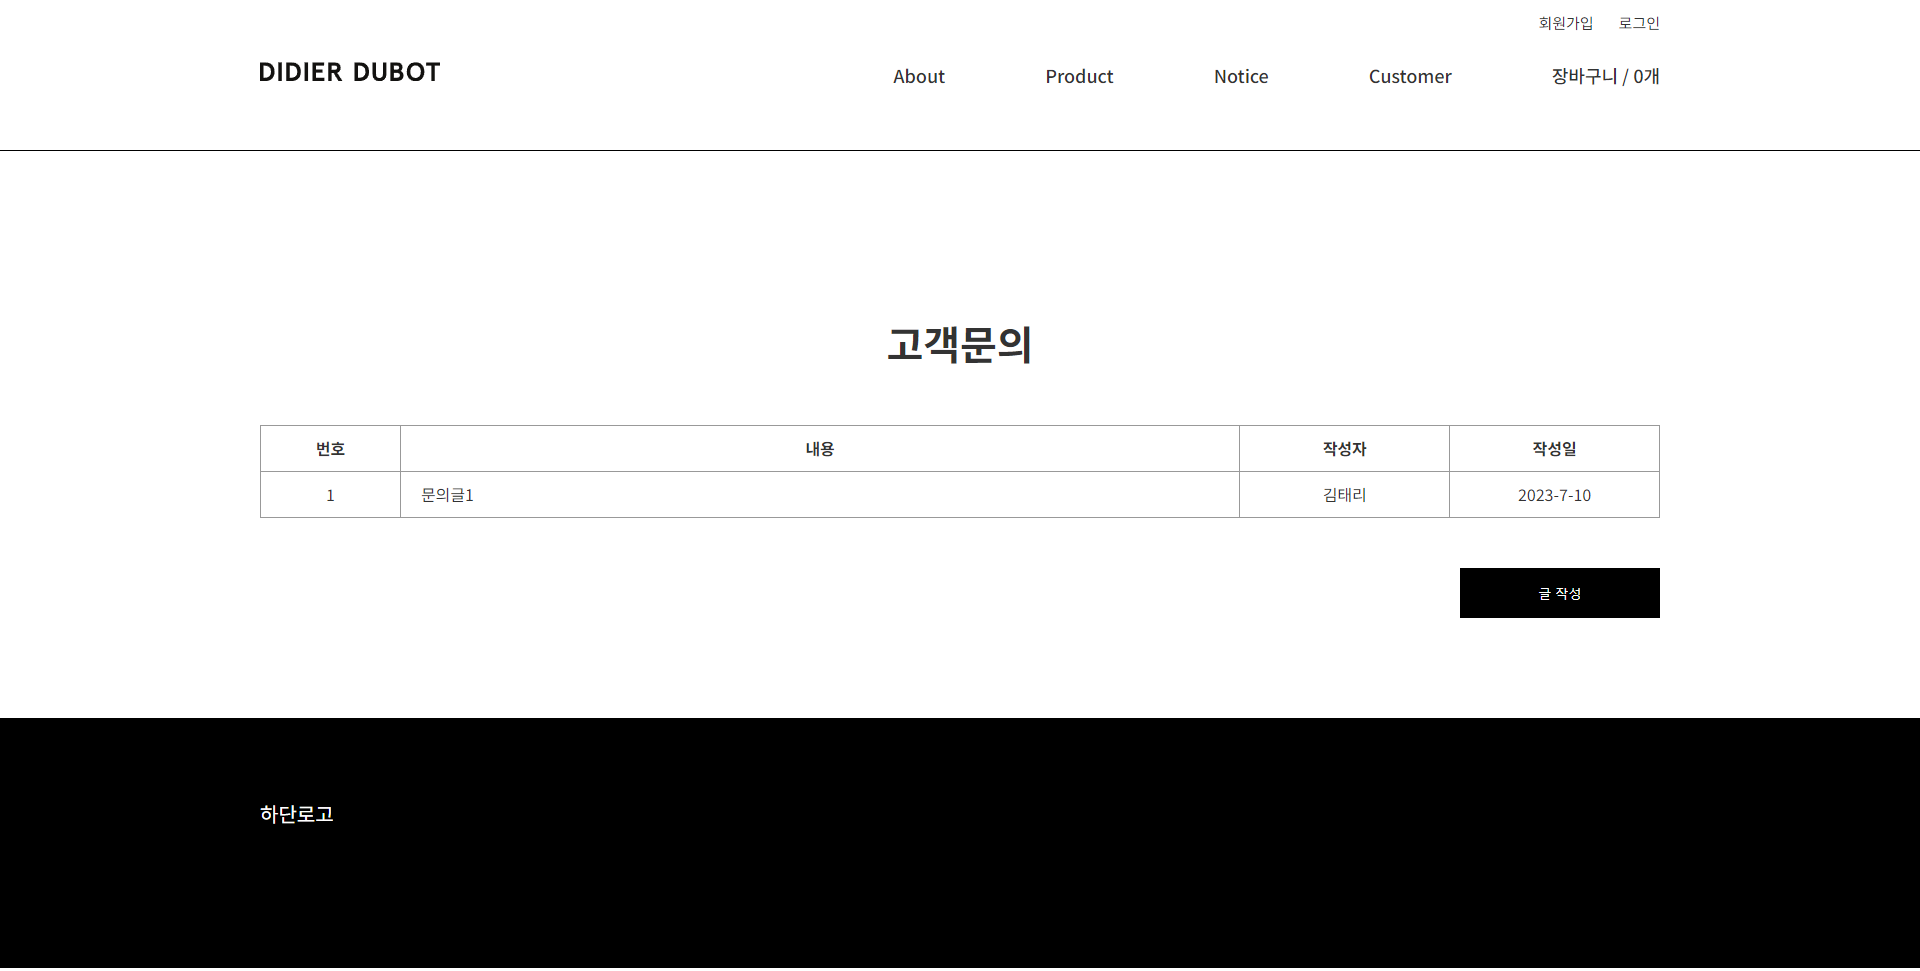 회원가입 로그인
DIDIER DUBOT
About Product Notice Customer 장바구니 / 0개
고객문의
번호 내용 작성자 작성일
1 문의글1 김태리 2023-7-10
글 작성
하단로고